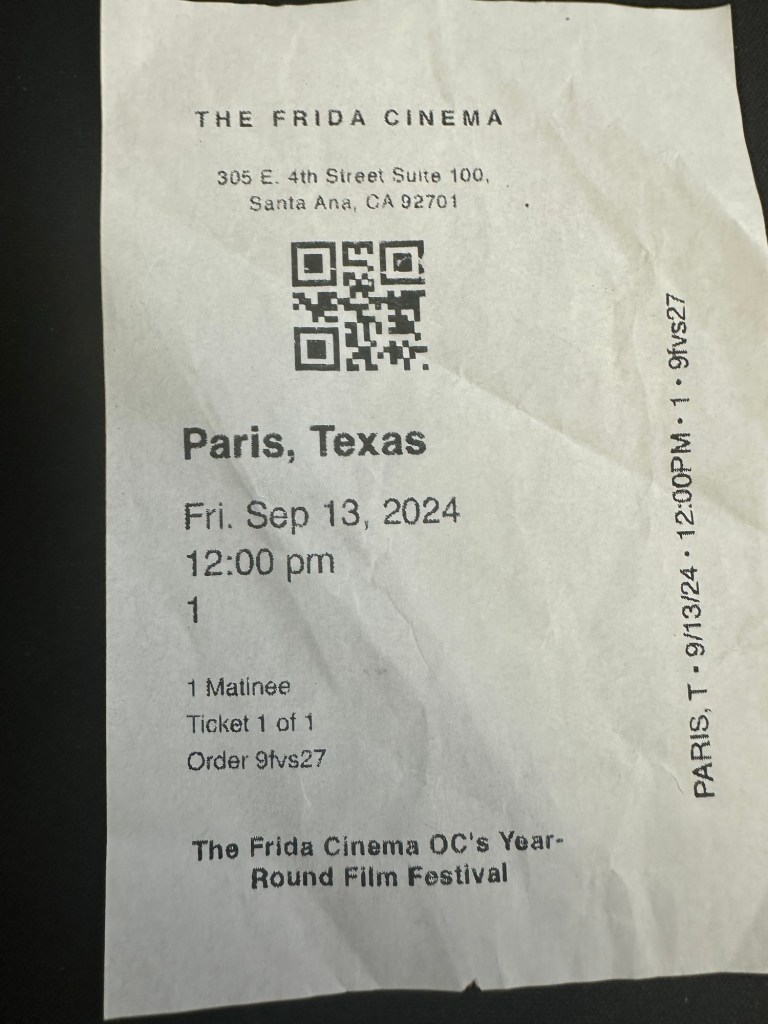 THE FRIDA CINEMA
305 E. 4th Street Suite 100,
Santa Ana, CA 92701
Paris, Texas
Fri. Sep 13, 2024
12:00 pm
1
1 Matinee
Ticket 1 of 1
Order 9fvs27
The Frida Cinema OC's Year-
Round Film Festival
PARIS, T • 9/13/24 • 12:00PM • 1 • 9fvs27